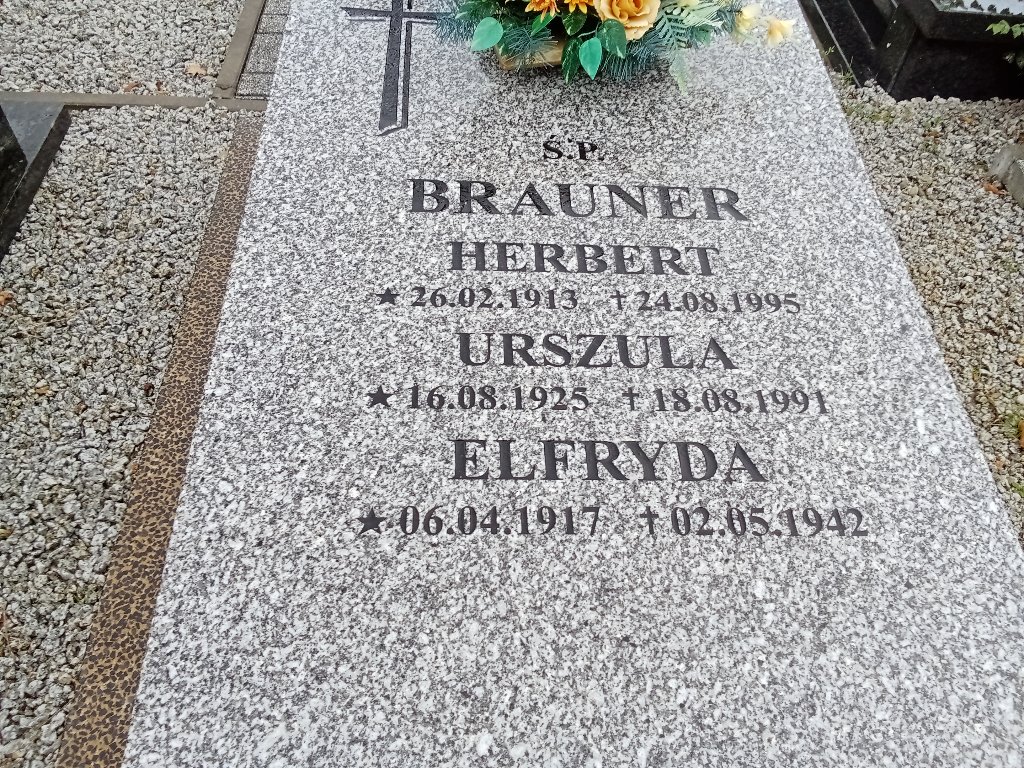 Ś.P.
BRAUNER
HERBERT
★ 26.02.1913 † 24.08.1995
URSZULA
★ 16.08.1925 † 18.08.1991
ELFRYDA
★ 06.04.1917 † 02.05.1942